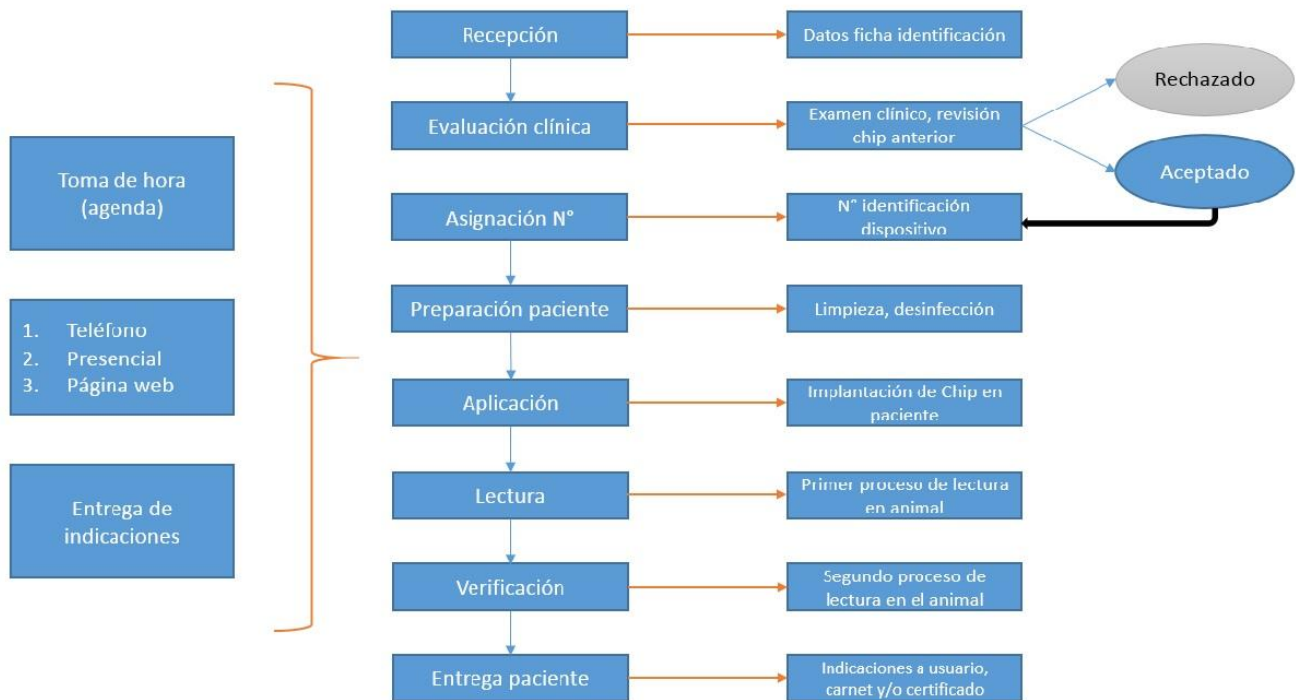 Toma de hora
(agenda)
1. Teléfono
2. Presencial
3. Página web
Entrega de
indicaciones
Recepción
Datos ficha identificación
Evaluación clínica
Examen clínico, revisión
chip anterior
Rechazado
Aceptado
Asignación N°
N° identificación
dispositivo
Preparación paciente
Limpieza, desinfección
Aplicación
Implantación de Chip en
paciente
Lectura
Primer proceso de lectura
en animal
Verificación
Segundo proceso de
lectura en el animal
Entrega paciente
Indicaciones a usuario,
carnet y/o certificado